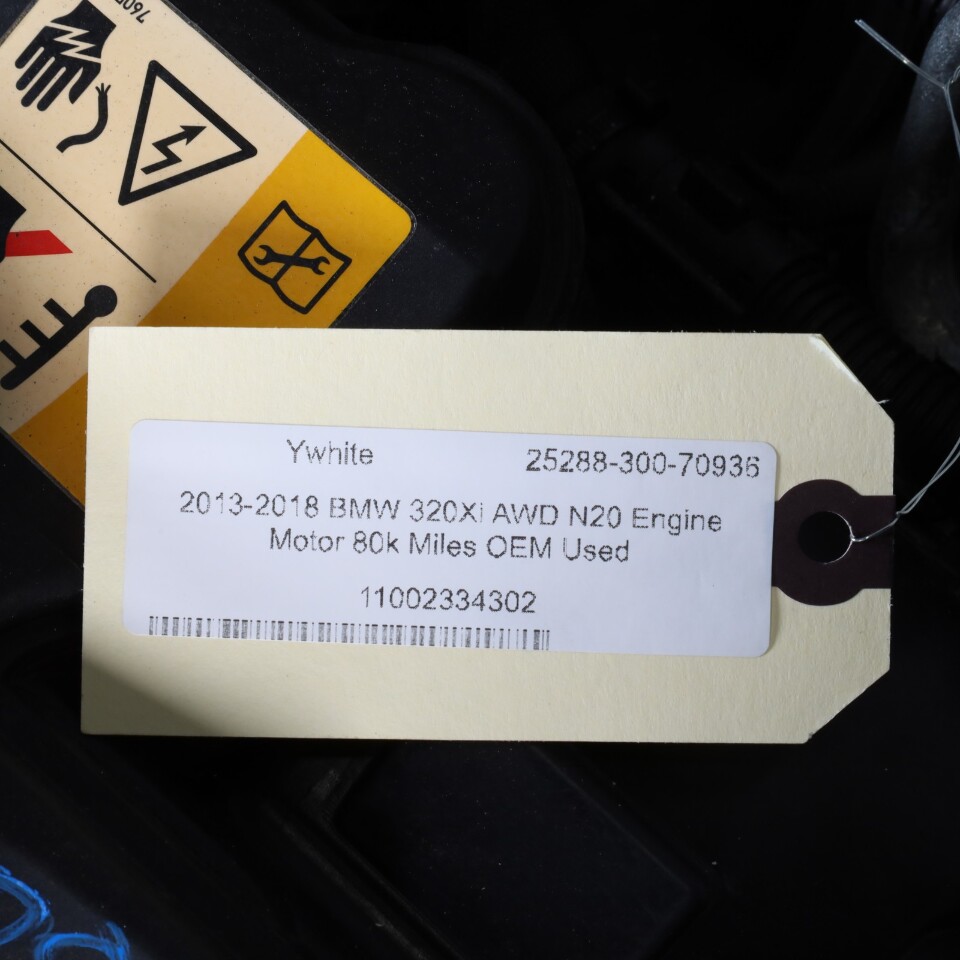 Ywhite 25288-300-70936
2013-2018 BMW 320Xi AWD N20 Engine
Motor 80k Miles OEM Used
11002334302